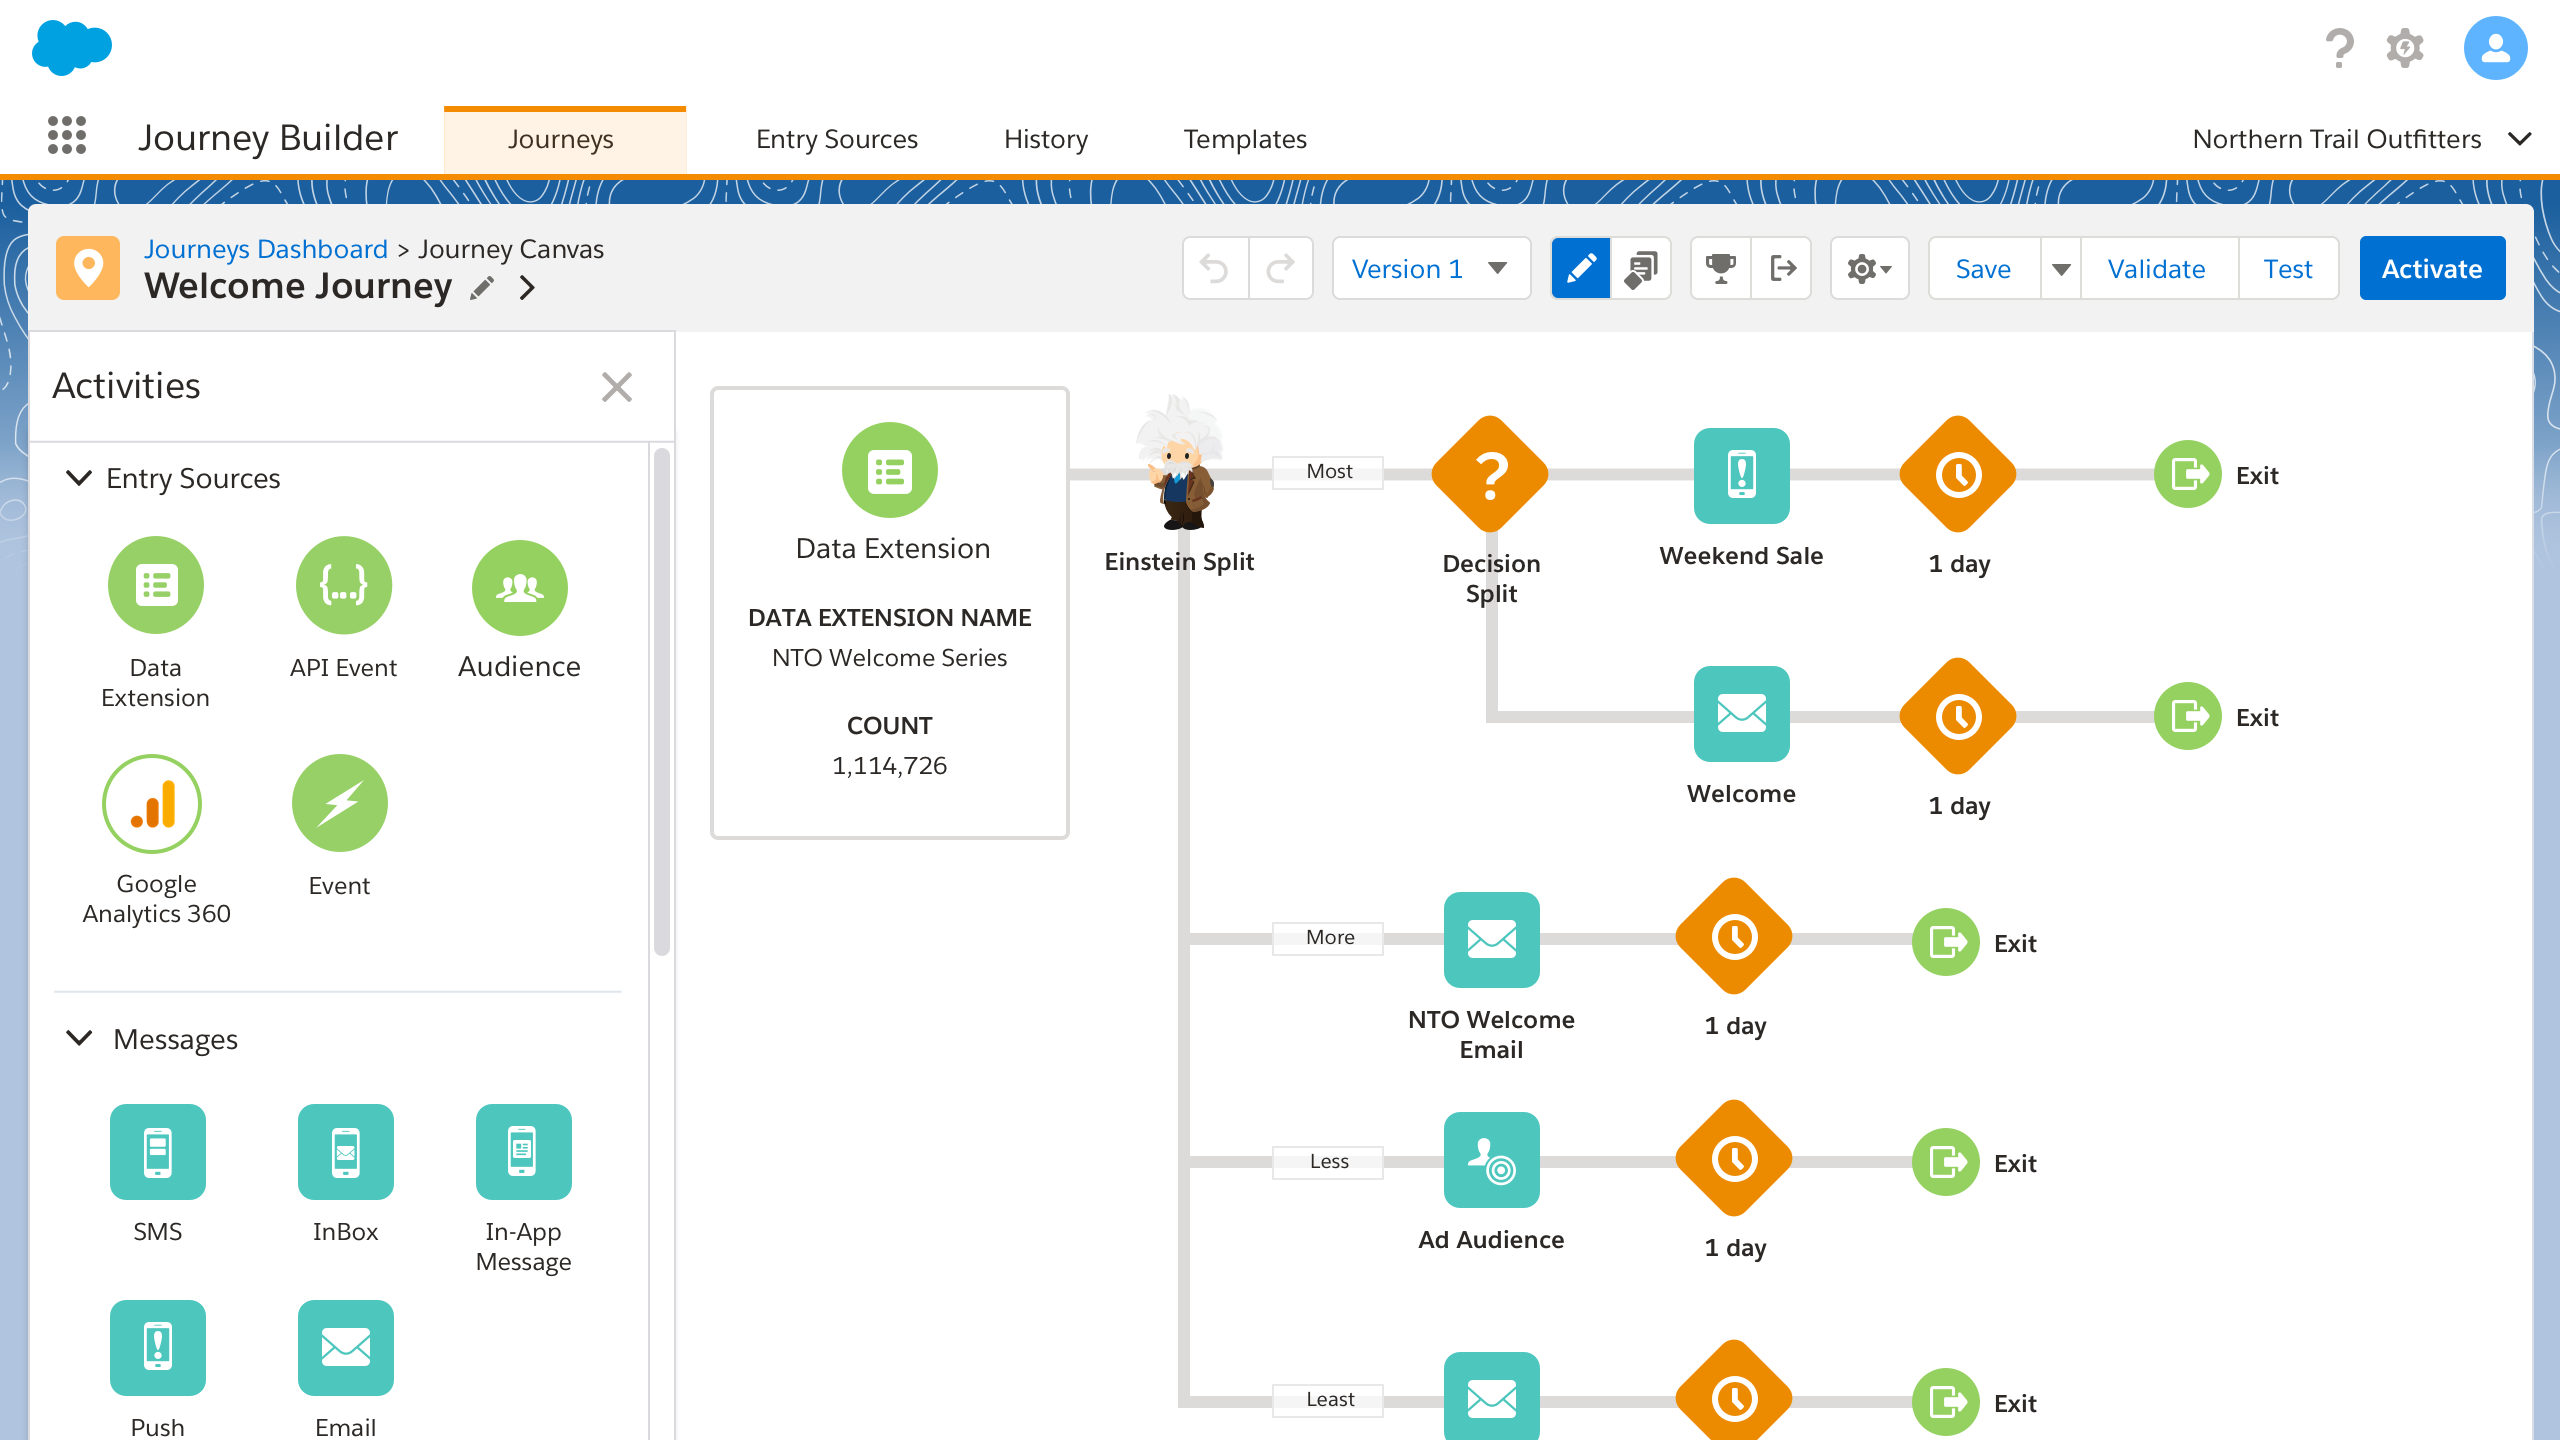 Journey Builder
Journeys
Entry Sources
History
Templates
Northern Trail Outfitters
Journeys Dashboard > Journey Canvas
Welcome Journey
Version 1
Save
Validate
Test
Activate
Activities
Entry Sources
Data
Extension
API Event
Audience
Google
Analytics 360
Event
Messages
SMS
InBox
In-App
Message
Push
Email
Data Extension
DATA EXTENSION NAME
NTO Welcome Series
COUNT
1,114,726
Einstein Split
Most
Decision
Split
Weekend Sale
1 day
Exit
Welcome
1 day
Exit
More
NTO Welcome
Email
1 day
Exit
Less
Ad Audience
1 day
Exit
Least
Exit